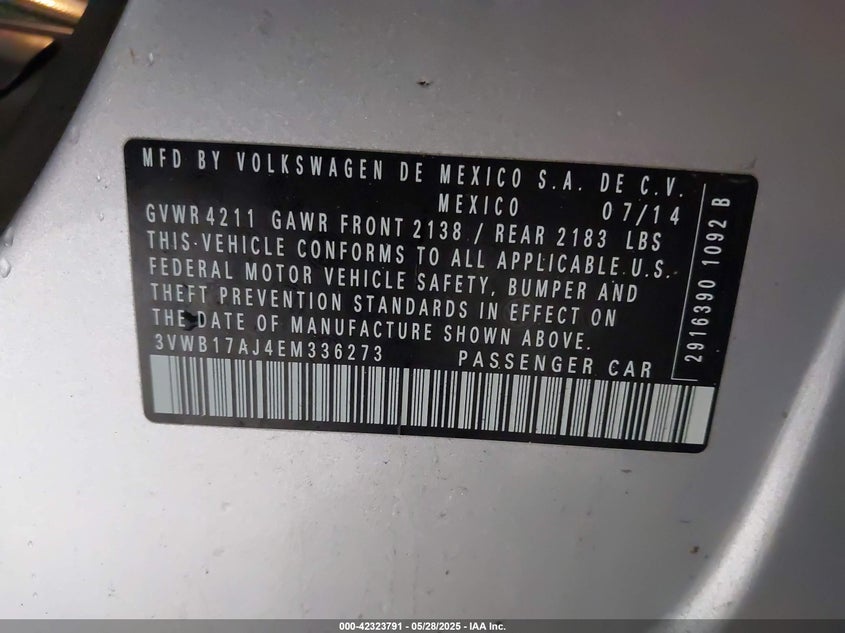 MFD BY VOLKSWAGEN DE MEXICO S.A. DE C.V.
MEXICO 07/14
GVWR 4211 GAWR FRONT 2138 / REAR 2183 LBS
THIS VEHICLE CONFORMS TO ALL APPLICABLE U.S.
FEDERAL MOTOR VEHICLE SAFETY, BUMPER AND
THEFT PREVENTION STANDARDS IN EFFECT ON
THE DATE OF MANUFACTURE SHOWN ABOVE.
3VWB17AJ4EM336273 PASSENGER CAR
2916390 1092 B
000-42323791 - 05/28/2025 - IAA Inc.